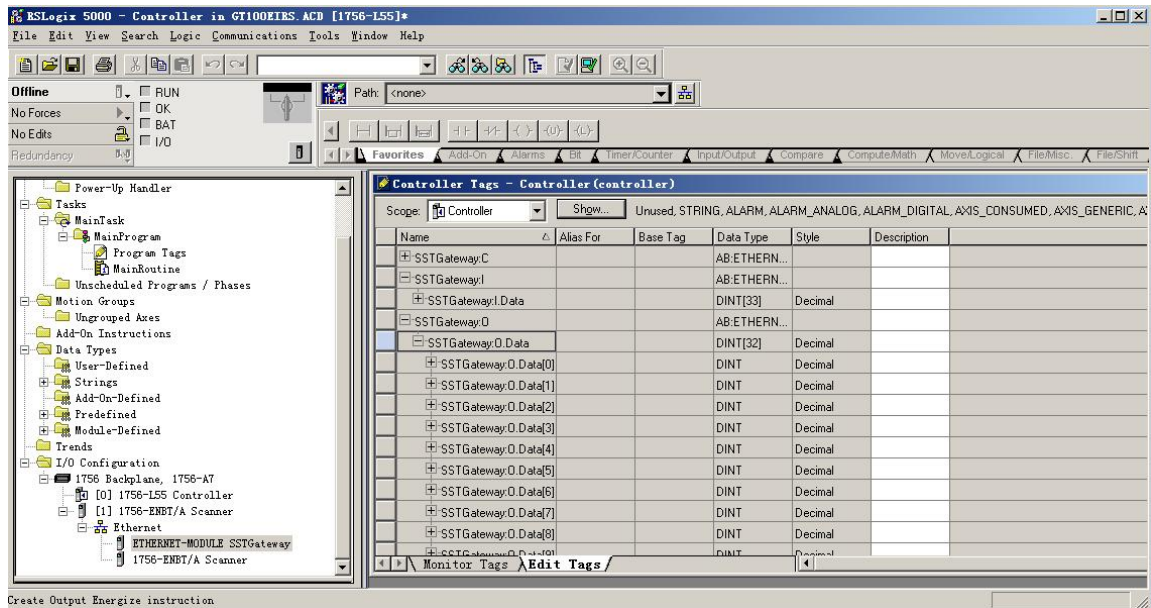 RSLogix 5000 - Controller in GT100EIRS.ACD [1756-L55]*
File Edit View Search Logic Communications Tools Window Help
Offline RUN
No Forces OK
No Edits BAT
I/O
Redundancy
Path: <none>
Favorites Add-On Alarms Bit Timer/Counter Input/Output Compare Compute/Math Move/Logical File/Misc. File/Shift
Power-Up Handler
Tasks
MainTask
MainProgram
Program Tags
MainRoutine
Unscheduled Programs / Phases
Motion Groups
Ungrouped Axes
Add-On Instructions
Data Types
User-Defined
Strings
Add-On-Defined
Predefined
Module-Defined
Trends
I/O Configuration
1756 Backplane, 1756-A7
[0] 1756-L55 Controller
[1] 1756-ENBT/A Scanner
Ethernet
ETHERNET-MODULE SSTGateway
1756-ENBT/A Scanner
Controller Tags - Controller(controller)
Scope: Controller Show... Unused, STRING, ALARM, ALARM_ANALOG, ALARM_DIGITAL, AXIS_CONSUMED, AXIS_GENERIC,
Name Alias For Base Tag Data Type Style Description
SSTGateway:C AB:ETHERN...
SSTGateway:I AB:ETHERN...
SSTGateway:I.Data DINT[33] Decimal
SSTGateway:O AB:ETHERN...
SSTGateway:O.Data DINT[32] Decimal
SSTGateway:O.Data[0] DINT Decimal
SSTGateway:O.Data[1] DINT Decimal
SSTGateway:O.Data[2] DINT Decimal
SSTGateway:O.Data[3] DINT Decimal
SSTGateway:O.Data[4] DINT Decimal
SSTGateway:O.Data[5] DINT Decimal
SSTGateway:O.Data[6] DINT Decimal
SSTGateway:O.Data[7] DINT Decimal
SSTGateway:O.Data[8] DINT Decimal
SSTGateway:O.Data[9] DINT Decimal
Monitor Tags Edit Tags
Create Output Energize instruction